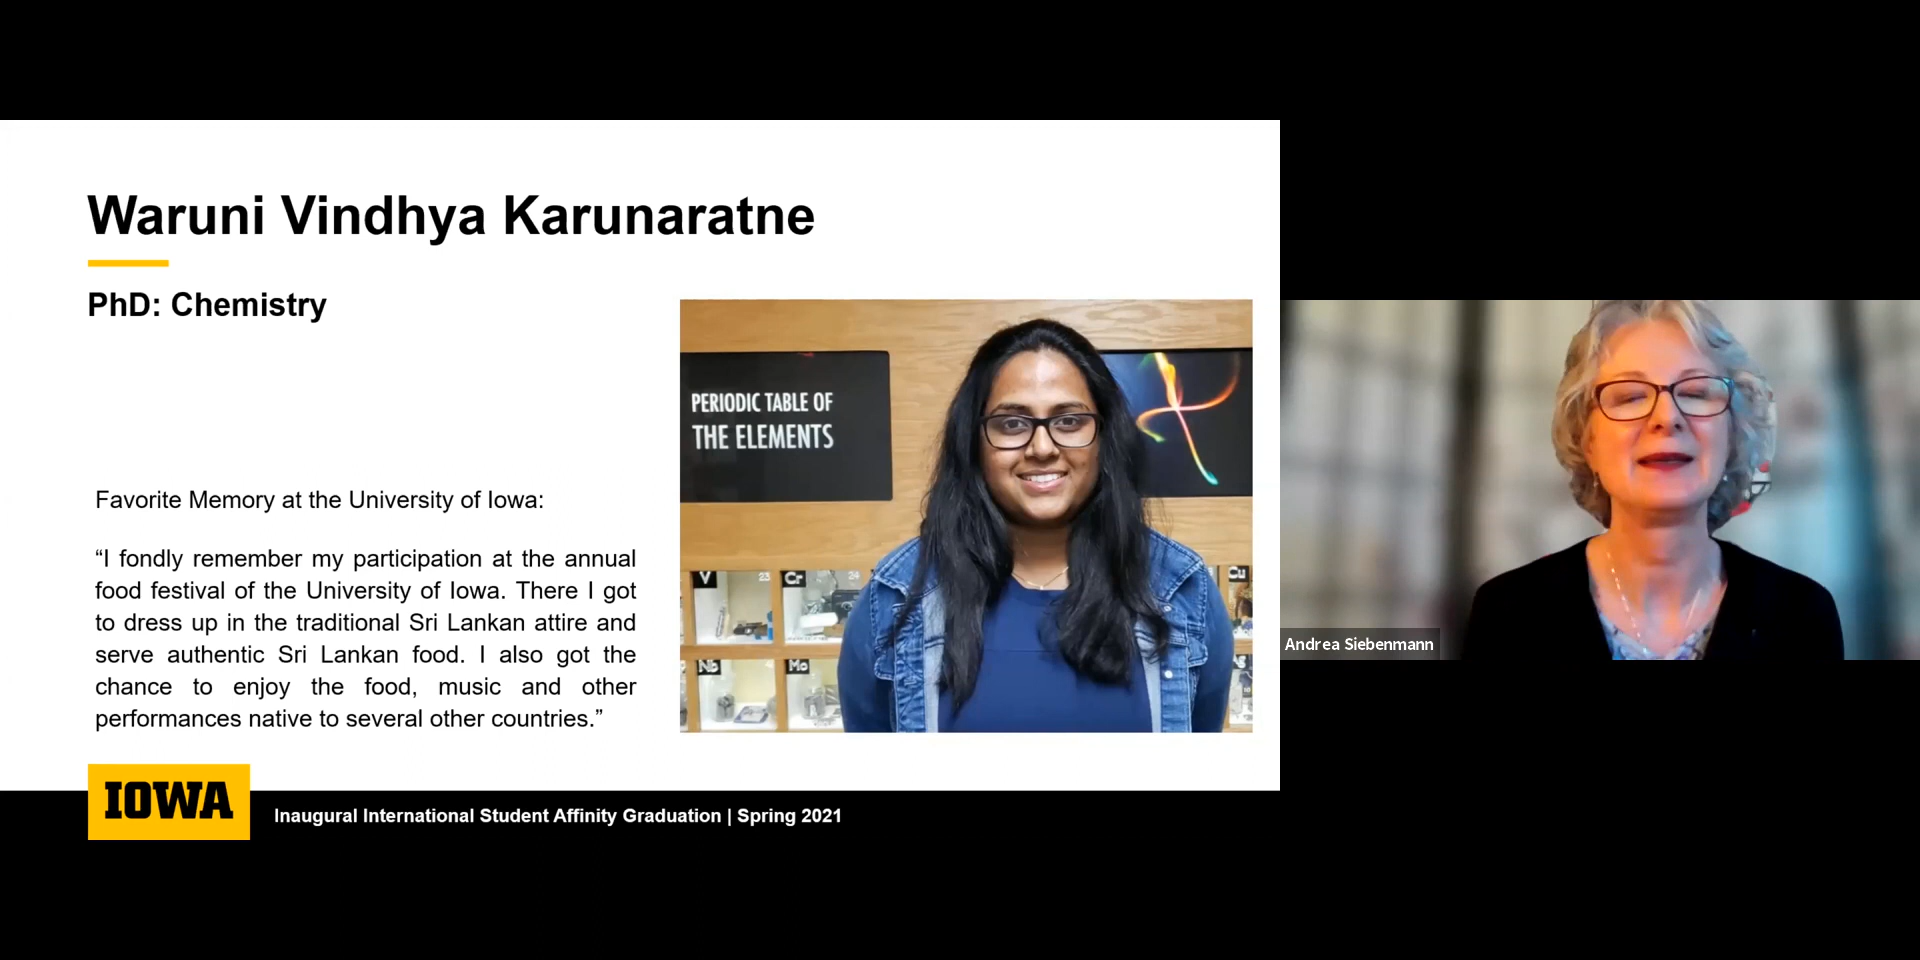 Waruni Vindhya Karunaratne
PhD: Chemistry
PERIODIC TABLE OF
THE ELEMENTS
V 23 Cr 24
Cu
Nb Mo
Ag
Favorite Memory at the University of Iowa:
“I fondly remember my participation at the annual
food festival of the University of Iowa. There I got
to dress up in the traditional Sri Lankan attire and
serve authentic Sri Lankan food. I also got the
chance to enjoy the food, music and other
performances native to several other countries.”
IOWA
Inaugural International Student Affinity Graduation | Spring 2021
Andrea Siebenmann